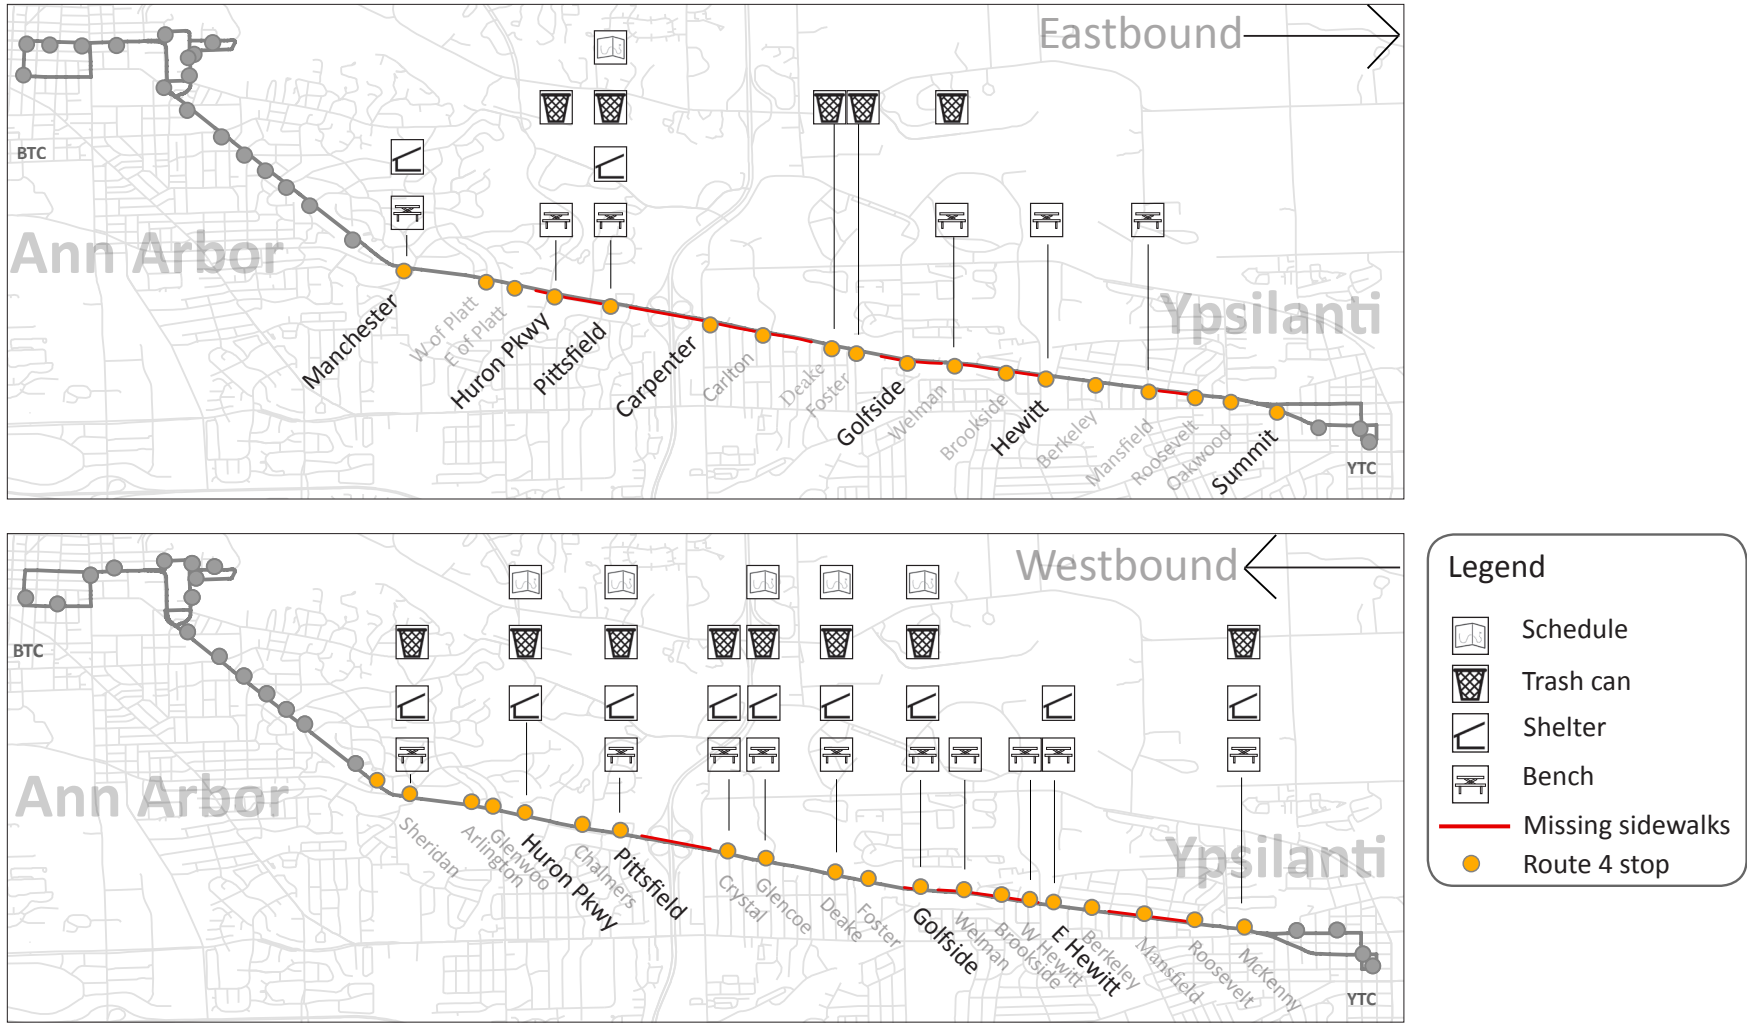 Eastbound
BTC
Ann Arbor
Ypsilanti
Manchester
W of Platt
E of Platt
Huron Pkwy
Pittsfield
Carpenter
Carlton
Deake
Foster
Golfside
Welman
Brookside
Hewitt
Berkeley
Mansfield
Roosevelt
Oakwood
Summit
YTC
Westbound
BTC
Ann Arbor
Ypsilanti
Sheridan
Arlington
Glenwoo
Huron Pkwy
Chalmers
Pittsfield
Crystal
Glencoe
Deake
Foster
Golfside
Welman
Brookside
W Hewitt
E Hewitt
Berkeley
Mansfield
Roosevelt
McKenny
YTC
Legend
Schedule
Trash can
Shelter
Bench
Missing sidewalks
Route 4 stop